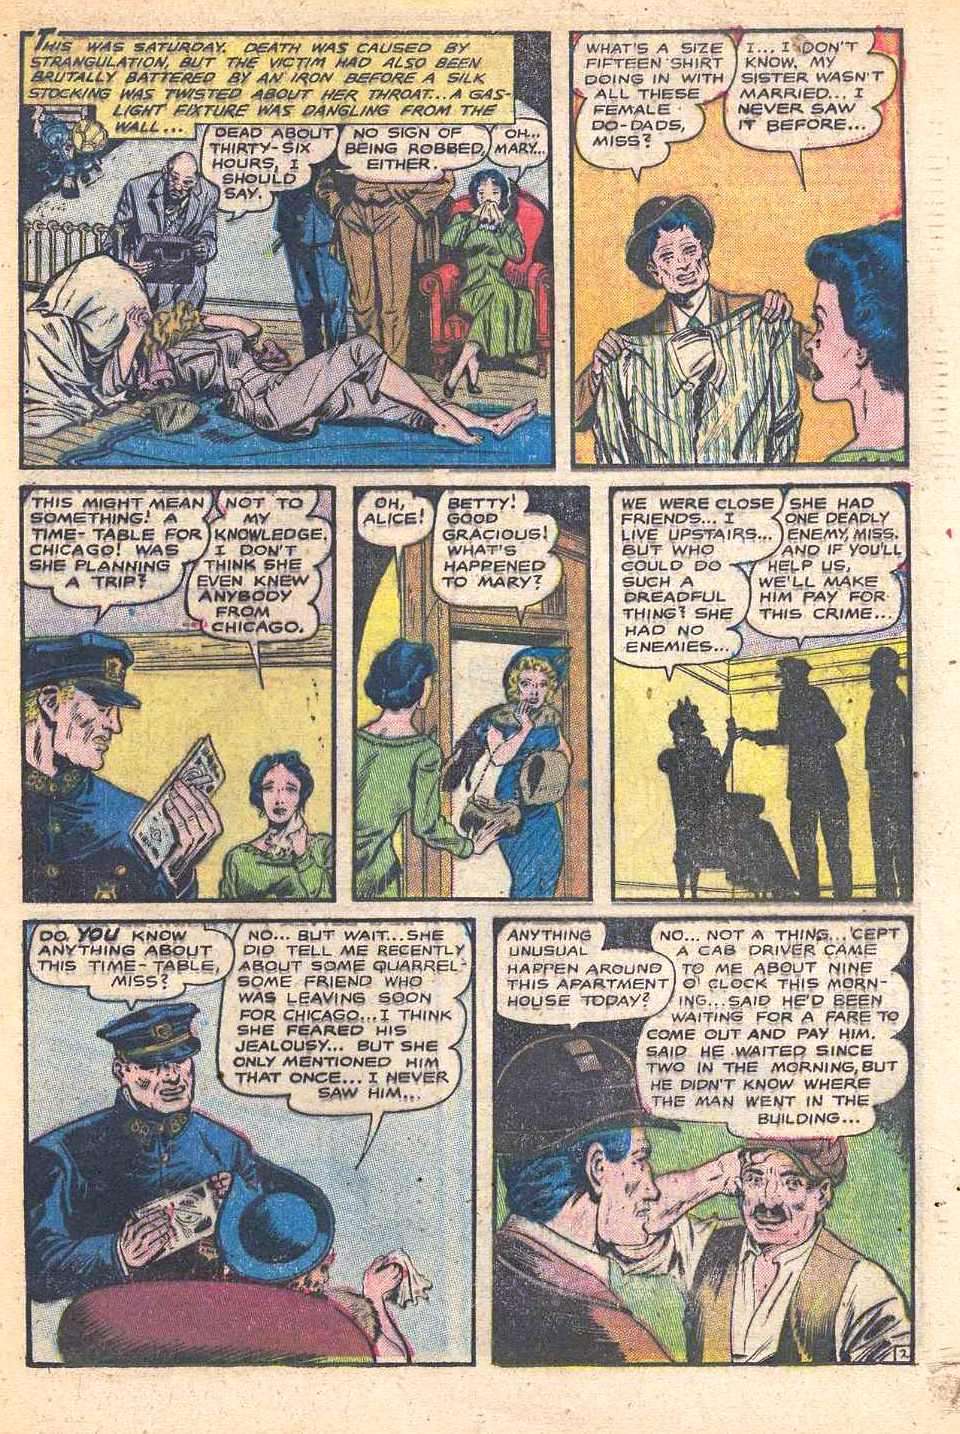 THIS WAS SATURDAY. DEATH WAS CAUSED BY
STRANGULATION, BUT THE VICTIM HAD ALSO BEEN
BRUTALLY BATTERED BY AN IRON BEFORE A SILK
STOCKING WAS TWISTED ABOUT HER THROAT... A GAS-
LIGHT FIXTURE WAS DANGLING FROM THE
WALL...
DEAD ABOUT
THIRTY-SIX
HOURS, I
SHOULD
SAY.
NO SIGN OF
BEING ROBBED,
EITHER.
OH...
MARY...
WHAT'S A SIZE
FIFTEEN SHIRT
DOING IN WITH
ALL THESE
FEMALE
DO-DADS,
MISS?
I... I DON'T
KNOW. MY
SISTER WASN'T
MARRIED... I
NEVER SAW
IT BEFORE...
THIS MIGHT MEAN
SOMETHING! A
TIME-TABLE FOR
CHICAGO! WAS
SHE PLANNING
A TRIP?
NOT TO
MY
KNOWLEDGE.
I DON'T
THINK SHE
EVEN KNEW
ANYBODY
FROM
CHICAGO.
OH,
ALICE!
BETTY!
GOOD
GRACIOUS!
WHAT'S
HAPPENED
TO MARY?
WE WERE CLOSE
FRIENDS... I
LIVE UPSTAIRS...
BUT WHO
COULD DO
SUCH A
DREADFUL
THING? SHE
HAD NO
ENEMIES...
SHE HAD
ONE DEADLY
ENEMY, MISS.
AND IF YOU'LL
HELP US,
WE'LL MAKE
HIM PAY FOR
THIS CRIME...
DO YOU KNOW
ANYTHING ABOUT
THIS TIME-TABLE,
MISS?
NO... BUT WAIT... SHE
DID TELL ME RECENTLY
ABOUT SOME QUARREL-
SOME FRIEND WHO
WAS LEAVING SOON
FOR CHICAGO... I THINK
SHE FEARED HIS
JEALOUSY... BUT SHE
ONLY MENTIONED HIM
THAT ONCE... I NEVER
SAW HIM...
ANYTHING
UNUSUAL
HAPPEN AROUND
THIS APARTMENT
HOUSE TODAY?
NO... NOT A THING... 'CEPT
A CAB DRIVER CAME
TO ME ABOUT NINE
O'CLOCK THIS MORN-
ING... SAID HE'D BEEN
WAITING FOR A FARE TO
COME OUT AND PAY HIM.
SAID HE WAITED SINCE
TWO IN THE MORNING, BUT
HE DIDN'T KNOW WHERE
THE MAN WENT IN THE
BUILDING...
2